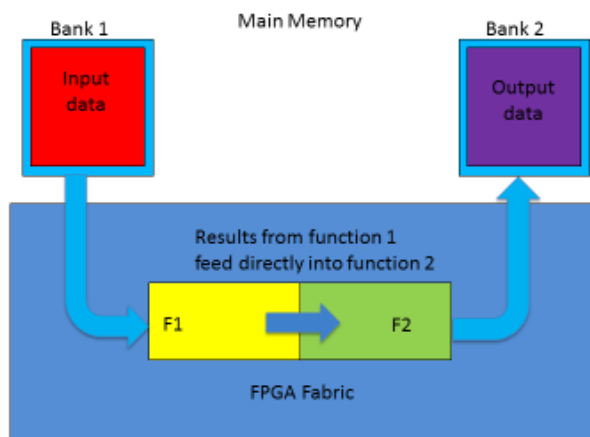 Main Memory
Bank 1
Bank 2
Input
data
Output
data
Results from function 1
feed directly into function 2
F1
F2
FPGA Fabric